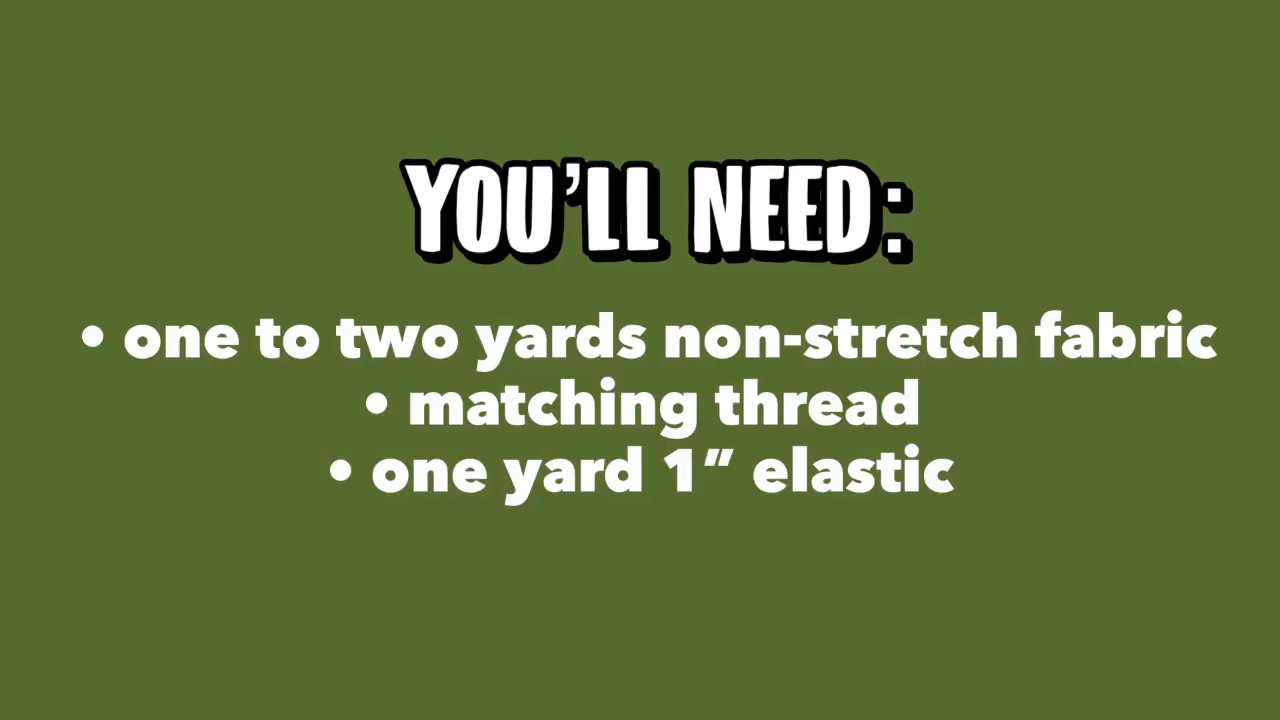 YOU'LL NEED:
• one to two yards non-stretch fabric
• matching thread
• one yard 1" elastic